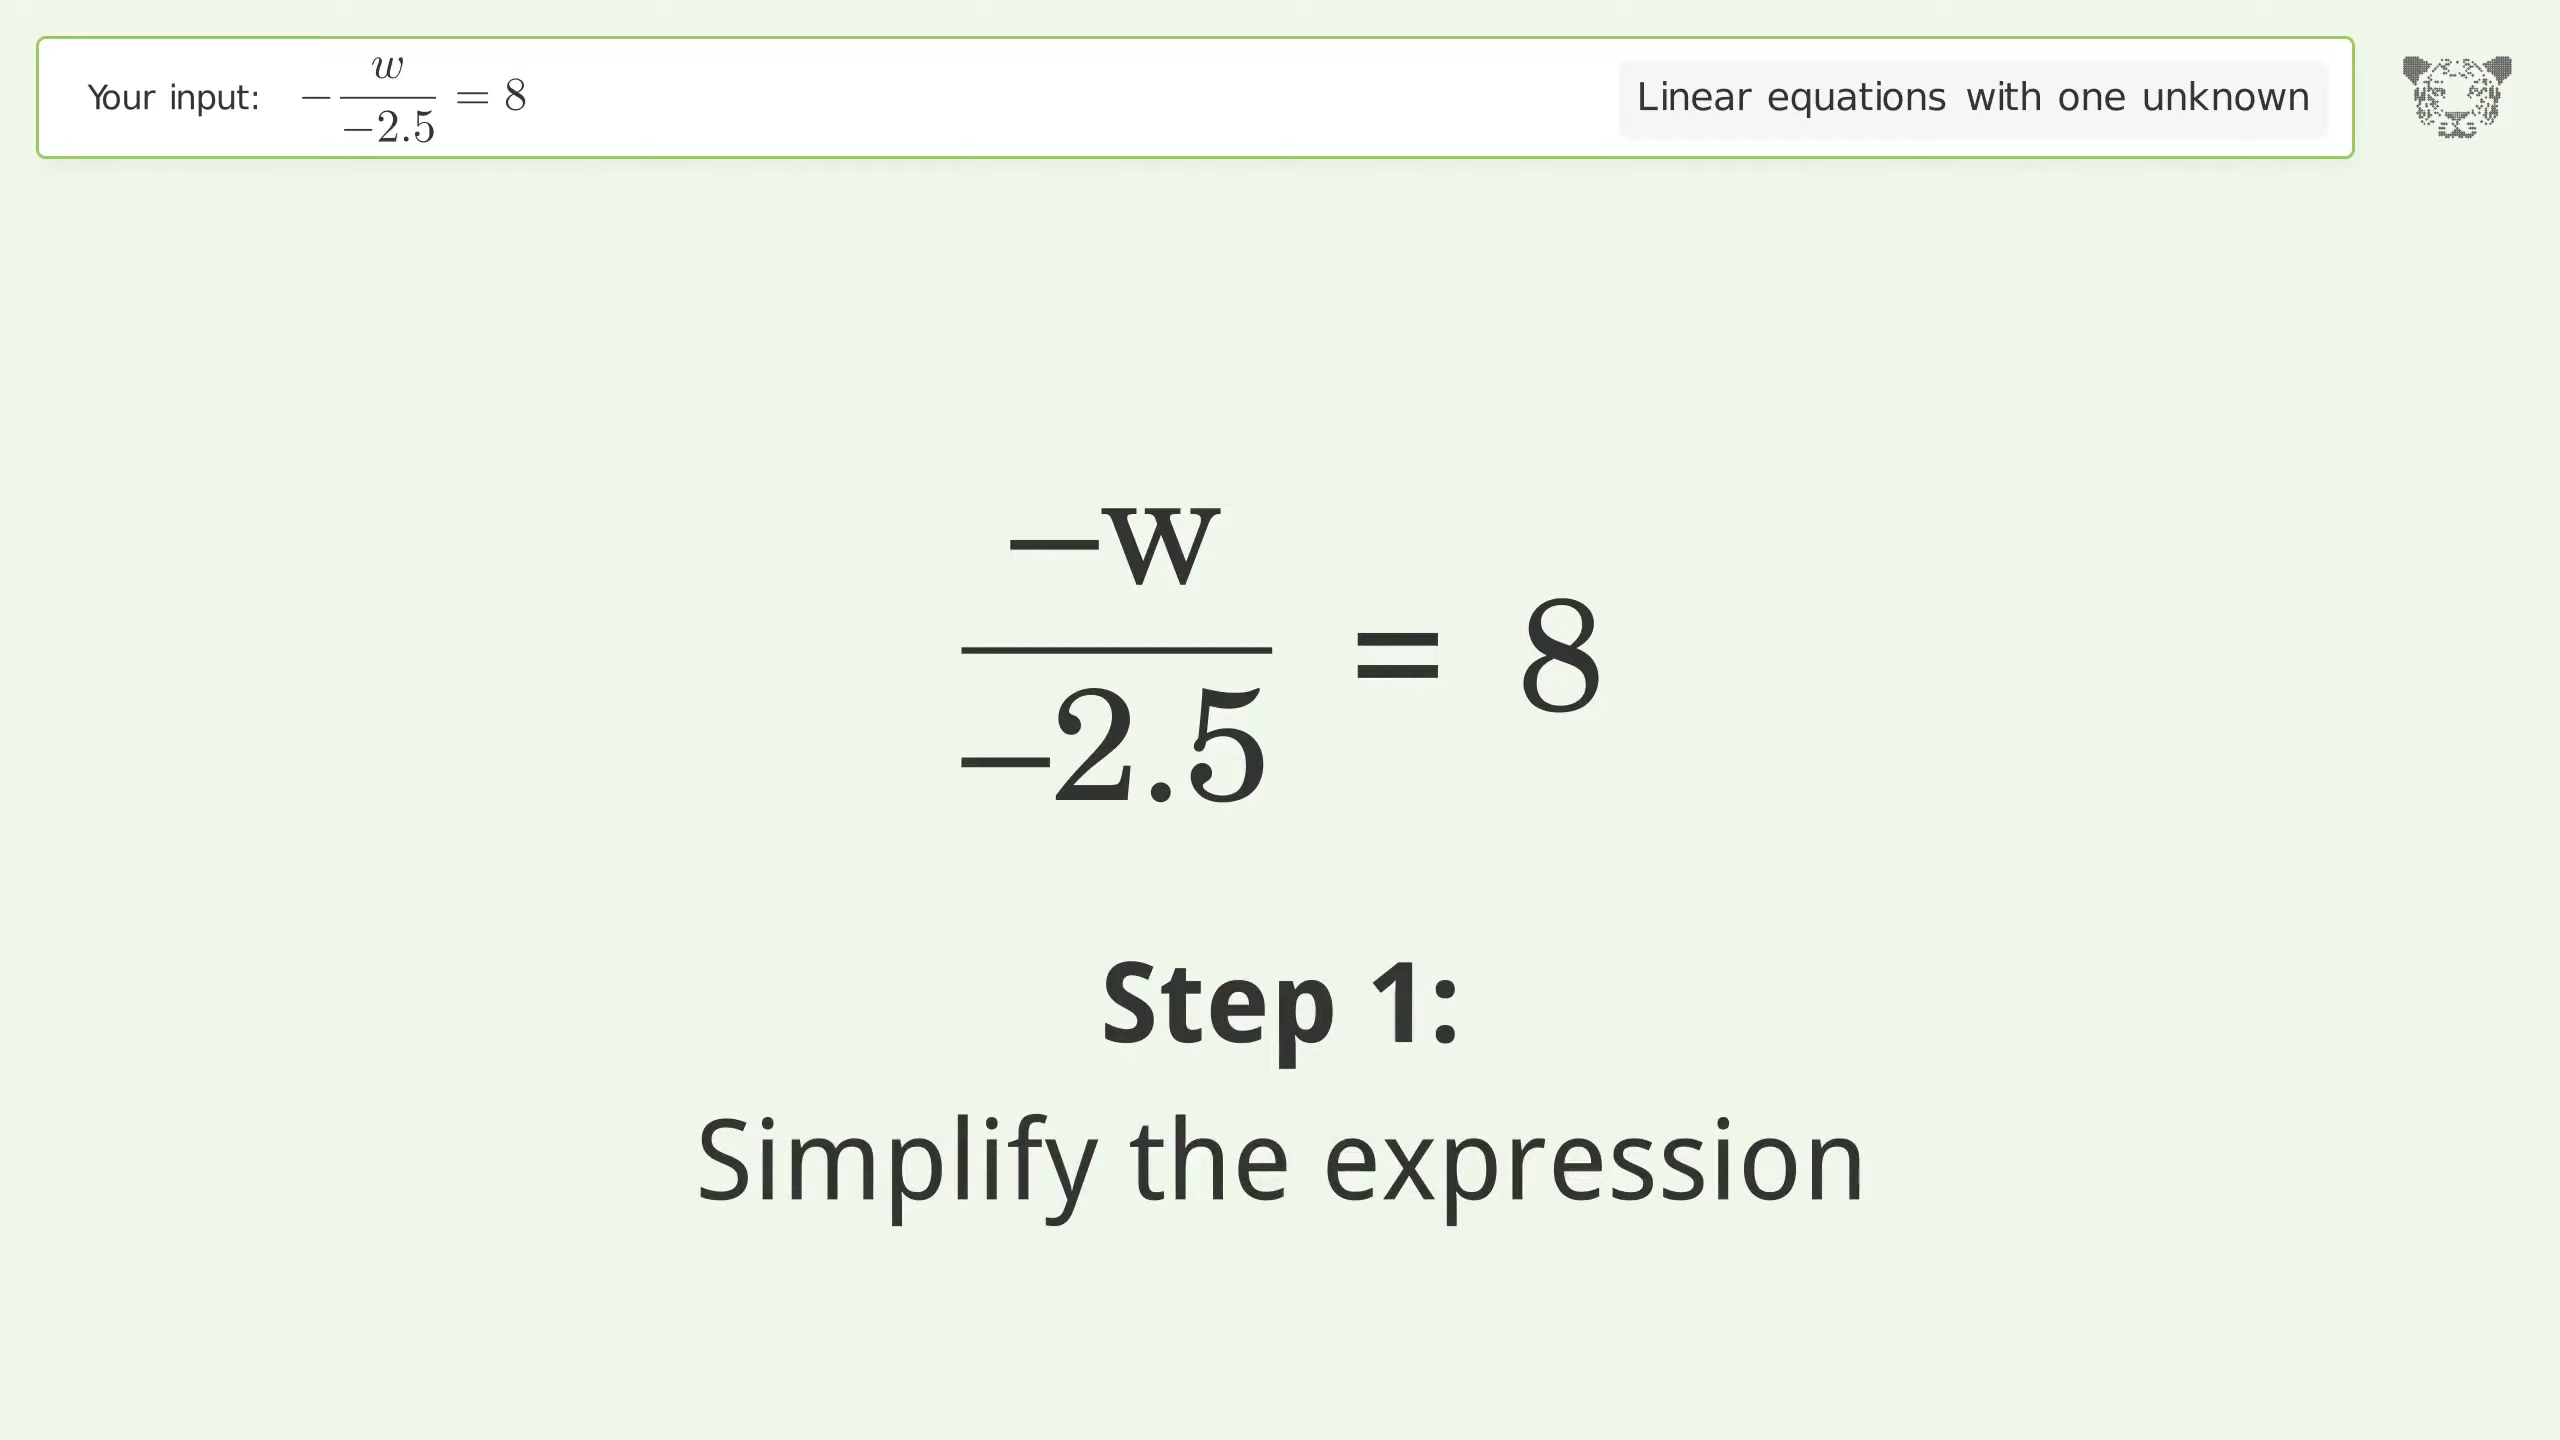 Your input: −w/−2.5 = 8
Linear equations with one unknown
−w/−2.5 = 8
Step 1:
Simplify the expression